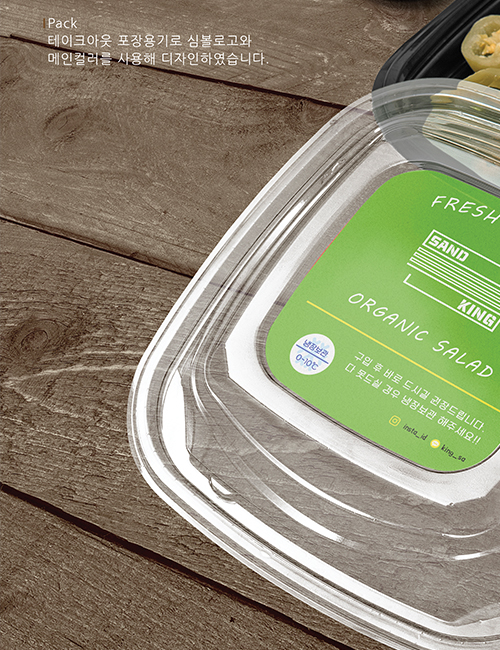 Pack
테이크아웃 포장용기로 심볼로고와
메인컬러를 사용해 디자인하였습니다.
FRESH
SAND
KING
ORGANIC SALAD
냉장보관
0~10℃
구입 후 바로 드시길 권장드립니다.
다 못드실 경우 냉장보관 해주세요!!
insta_id king_sa